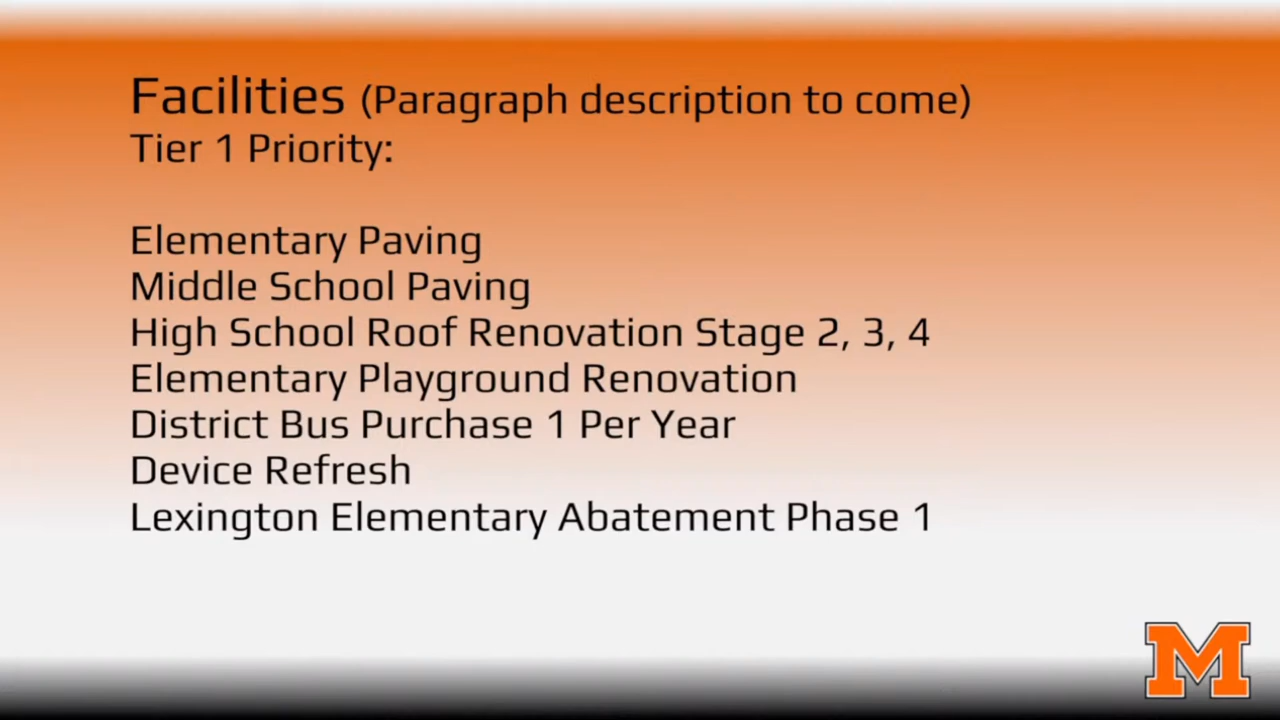 Facilities (Paragraph description to come)
Tier 1 Priority:
Elementary Paving
Middle School Paving
High School Roof Renovation Stage 2, 3, 4
Elementary Playground Renovation
District Bus Purchase 1 Per Year
Device Refresh
Lexington Elementary Abatement Phase 1
M